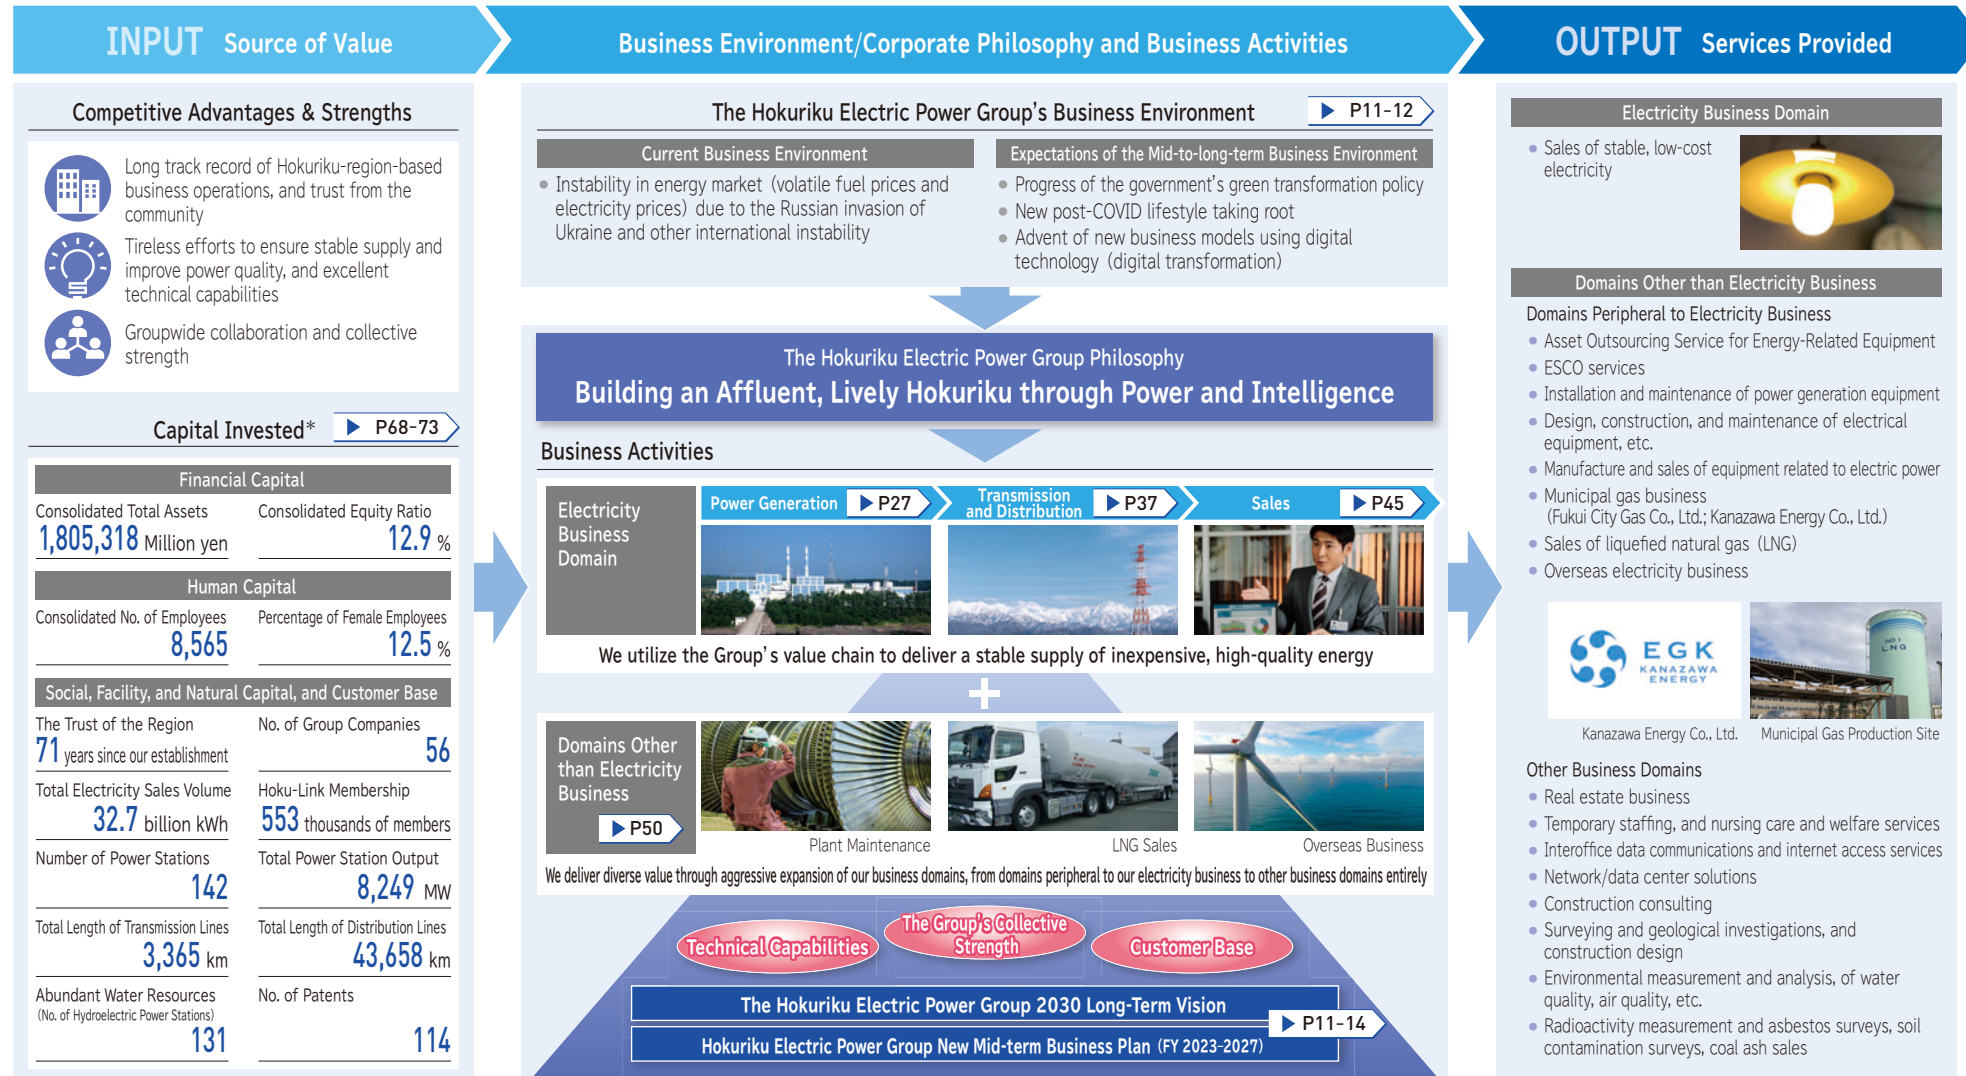 INPUT Source of Value
Business Environment/Corporate Philosophy and Business Activities
OUTPUT Services Provided
Competitive Advantages & Strengths
Long track record of Hokuriku-region-based
business operations, and trust from the
community
Tireless efforts to ensure stable supply and
improve power quality, and excellent
technical capabilities
Groupwide collaboration and collective
strength
Capital Invested* P68-73
Financial Capital
Consolidated Total Assets
1,805,318 Million yen
Consolidated Equity Ratio
12.9 %
Human Capital
Consolidated No. of Employees
8,565
Percentage of Female Employees
12.5 %
Social, Facility, and Natural Capital, and Customer Base
The Trust of the Region
71 years since our establishment
No. of Group Companies
56
Total Electricity Sales Volume
32.7 billion kWh
Hoku-Link Membership
553 thousands of members
Number of Power Stations
142
Total Power Station Output
8,249 MW
Total Length of Transmission Lines
3,365 km
Total Length of Distribution Lines
43,658 km
Abundant Water Resources
(No. of Hydroelectric Power Stations)
131
No. of Patents
114
The Hokuriku Electric Power Group's Business Environment P11-12
Current Business Environment
• Instability in energy market (volatile fuel prices and
electricity prices) due to the Russian invasion of
Ukraine and other international instability
Expectations of the Mid-to-long-term Business Environment
• Progress of the government's green transformation policy
• New post-COVID lifestyle taking root
• Advent of new business models using digital
technology (digital transformation)
The Hokuriku Electric Power Group Philosophy
Building an Affluent, Lively Hokuriku through Power and Intelligence
Business Activities
Electricity
Business
Domain
Power Generation P27
Transmission
and Distribution P37
Sales P45
We utilize the Group's value chain to deliver a stable supply of inexpensive, high-quality energy
+
Domains Other
than Electricity
Business
P50
Plant Maintenance
LNG Sales
Overseas Business
We deliver diverse value through aggressive expansion of our business domains, from domains peripheral to our electricity business to other business domains entirely
Technical Capabilities
The Group's Collective
Strength
Customer Base
The Hokuriku Electric Power Group 2030 Long-Term Vision
Hokuriku Electric Power Group New Mid-term Business Plan (FY 2023-2027)
P11-14
Electricity Business Domain
• Sales of stable, low-cost
electricity
Domains Other than Electricity Business
Domains Peripheral to Electricity Business
• Asset Outsourcing Service for Energy-Related Equipment
• ESCO services
• Installation and maintenance of power generation equipment
• Design, construction, and maintenance of electrical
equipment, etc.
• Manufacture and sales of equipment related to electric power
• Municipal gas business
(Fukui City Gas Co., Ltd.; Kanazawa Energy Co., Ltd.)
• Sales of liquefied natural gas (LNG)
• Overseas electricity business
EGK
KANAZAWA
ENERGY
NO.1
LNG
Kanazawa Energy Co., Ltd.
Municipal Gas Production Site
Other Business Domains
• Real estate business
• Temporary staffing, and nursing care and welfare services
• Interoffice data communications and internet access services
• Network/data center solutions
• Construction consulting
• Surveying and geological investigations, and
construction design
• Environmental measurement and analysis, of water
quality, air quality, etc.
• Radioactivity measurement and asbestos surveys, soil
contamination surveys, coal ash sales